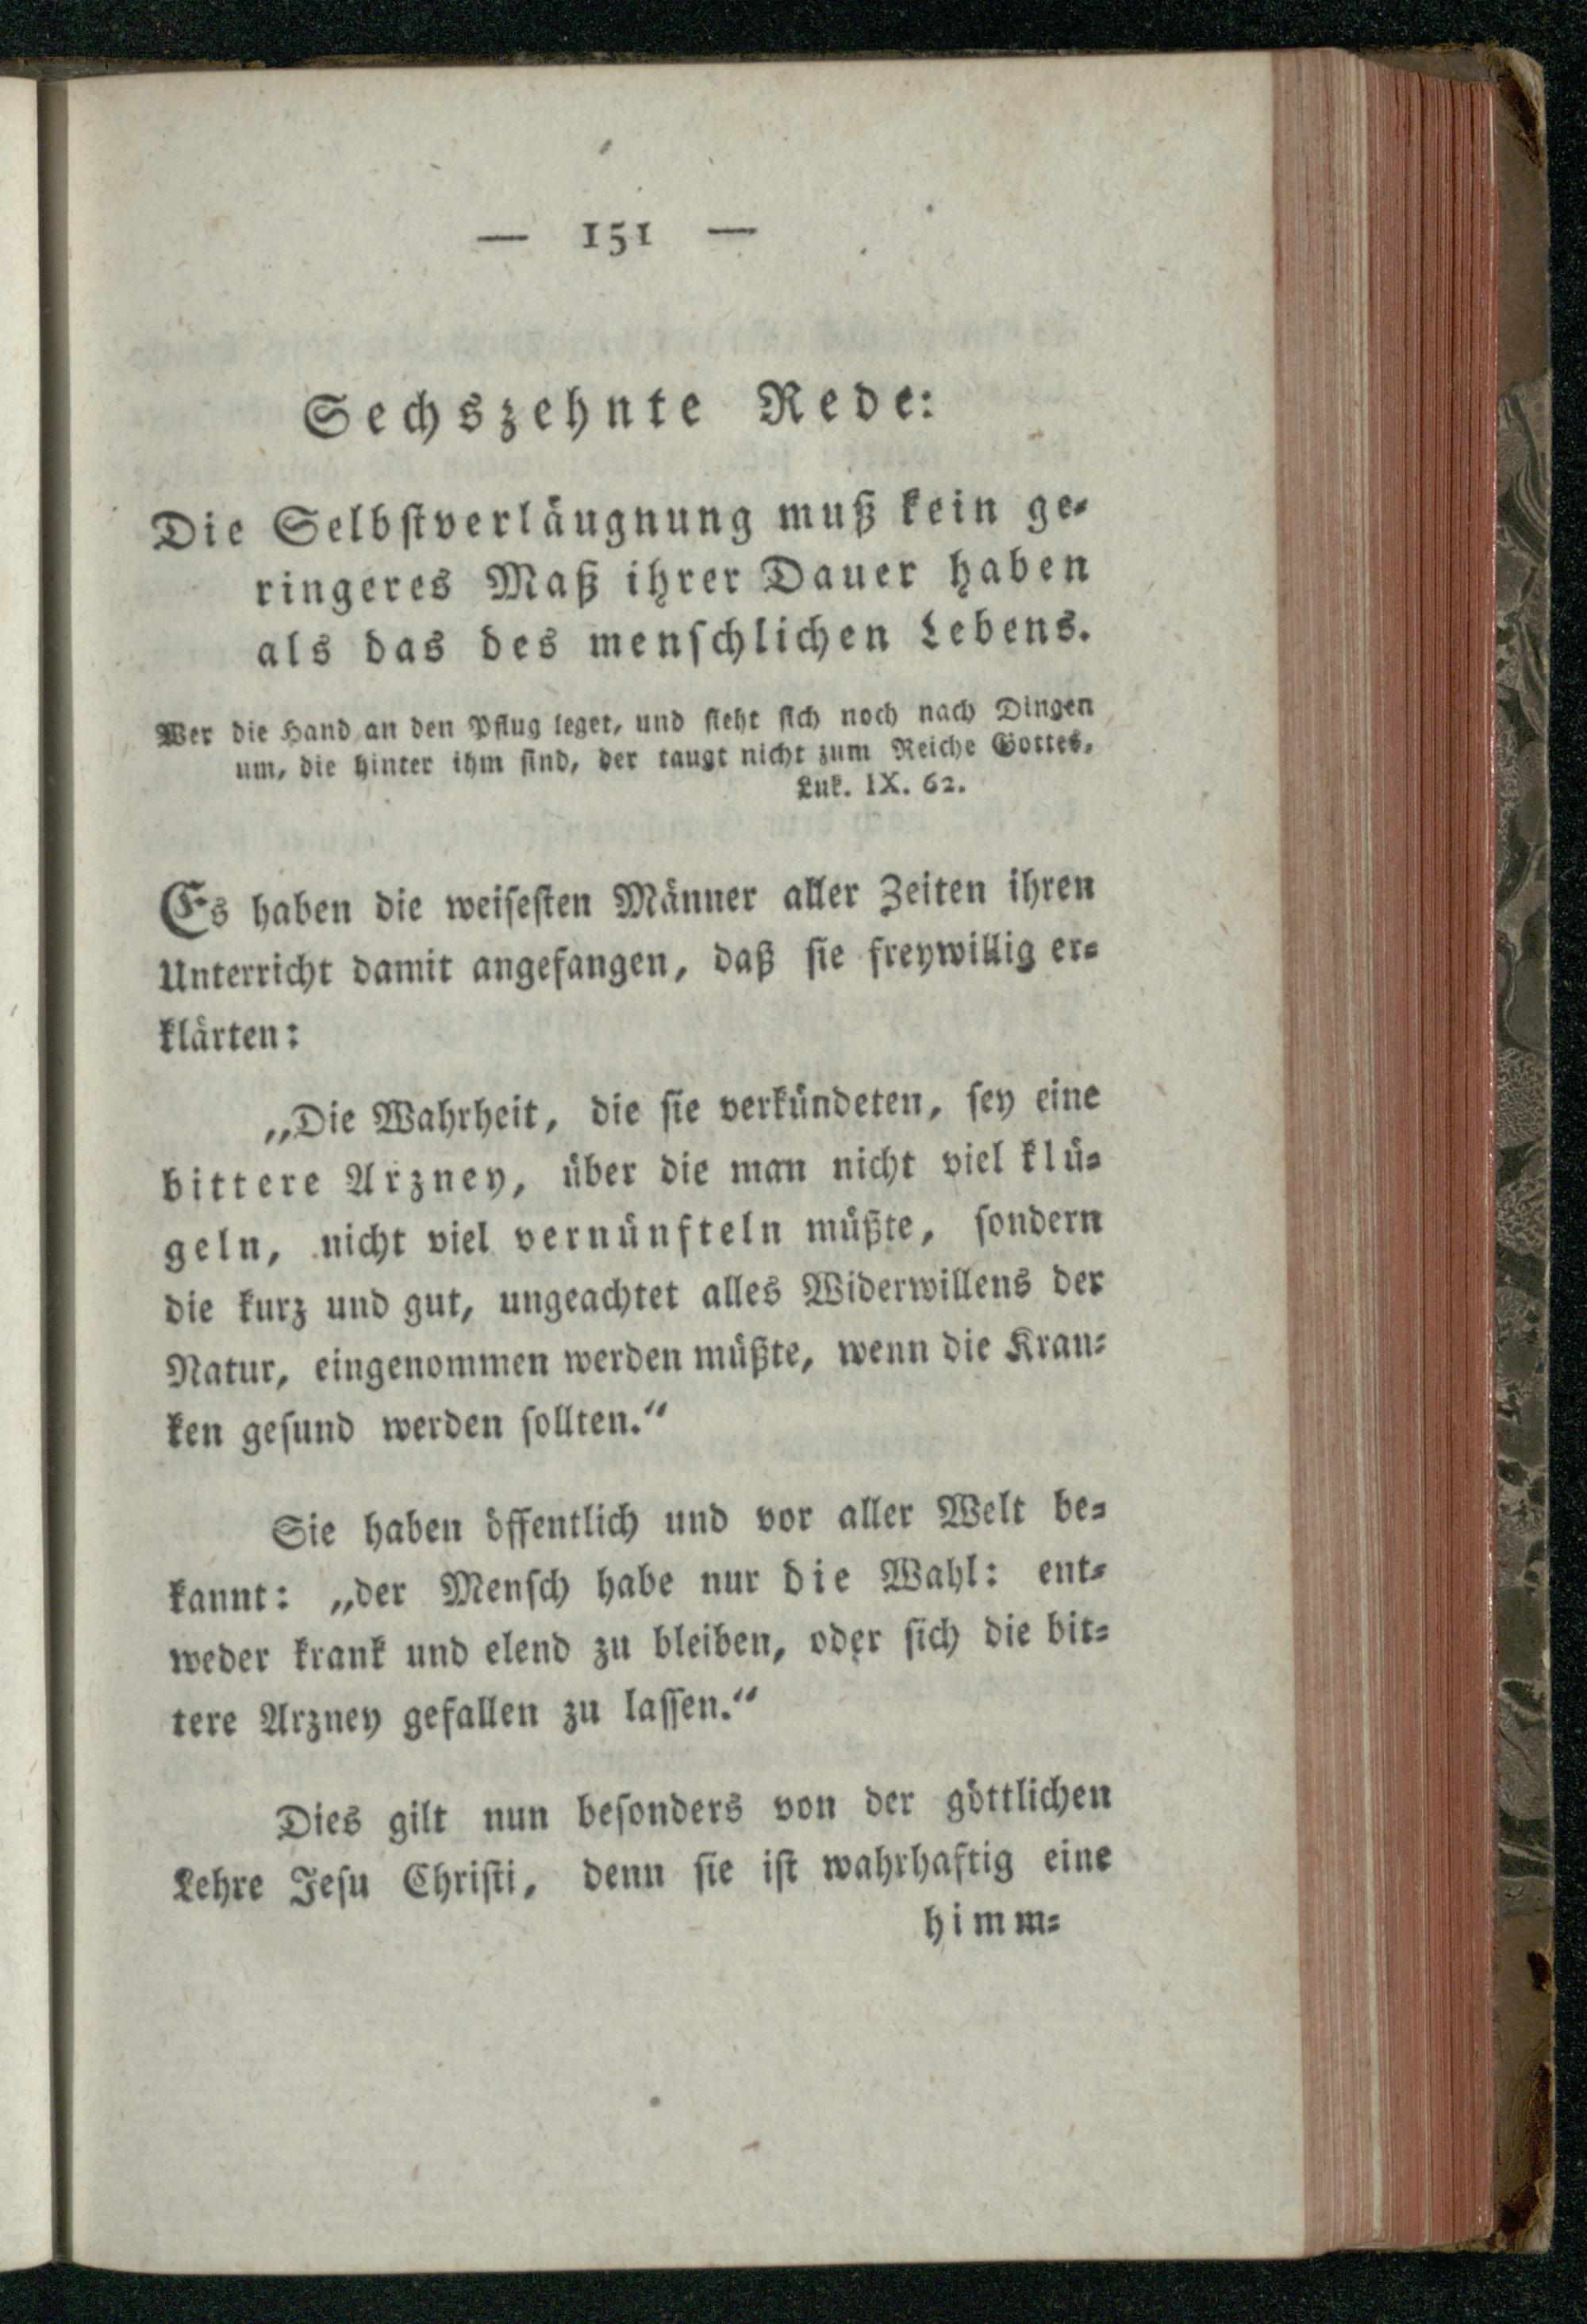 — 151 —
Sechszehnte Rede:
Die Selbstverläugnung muß kein ge-
ringeres Maß ihrer Dauer haben
als das des menschlichen Lebens.
Wer die Hand an den Pflug leget, und sieht sich noch nach Dingen
um, die hinter ihm sind, der taugt nicht zum Reiche Gottes,
Luk. IX. 62.
Es haben die weisesten Männer aller Zeiten ihren
Unterricht damit angefangen, daß sie freywillig er-
klärten:
„Die Wahrheit, die sie verkündeten, sey eine
bittere Arzney, über die man nicht viel klü-
geln, nicht viel vernünfteln müßte, sondern
die kurz und gut, ungeachtet alles Widerwillens der
Natur, eingenommen werden müßte, wenn die Kran-
ken gesund werden sollten.“
Sie haben öffentlich und vor aller Welt be-
kannt: „der Mensch habe nur die Wahl: ent-
weder krank und elend zu bleiben, oder sich die bit-
tere Arzney gefallen zu lassen.“
Dies gilt nun besonders von der göttlichen
Lehre Jesu Christi, denn sie ist wahrhaftig eine
himm-